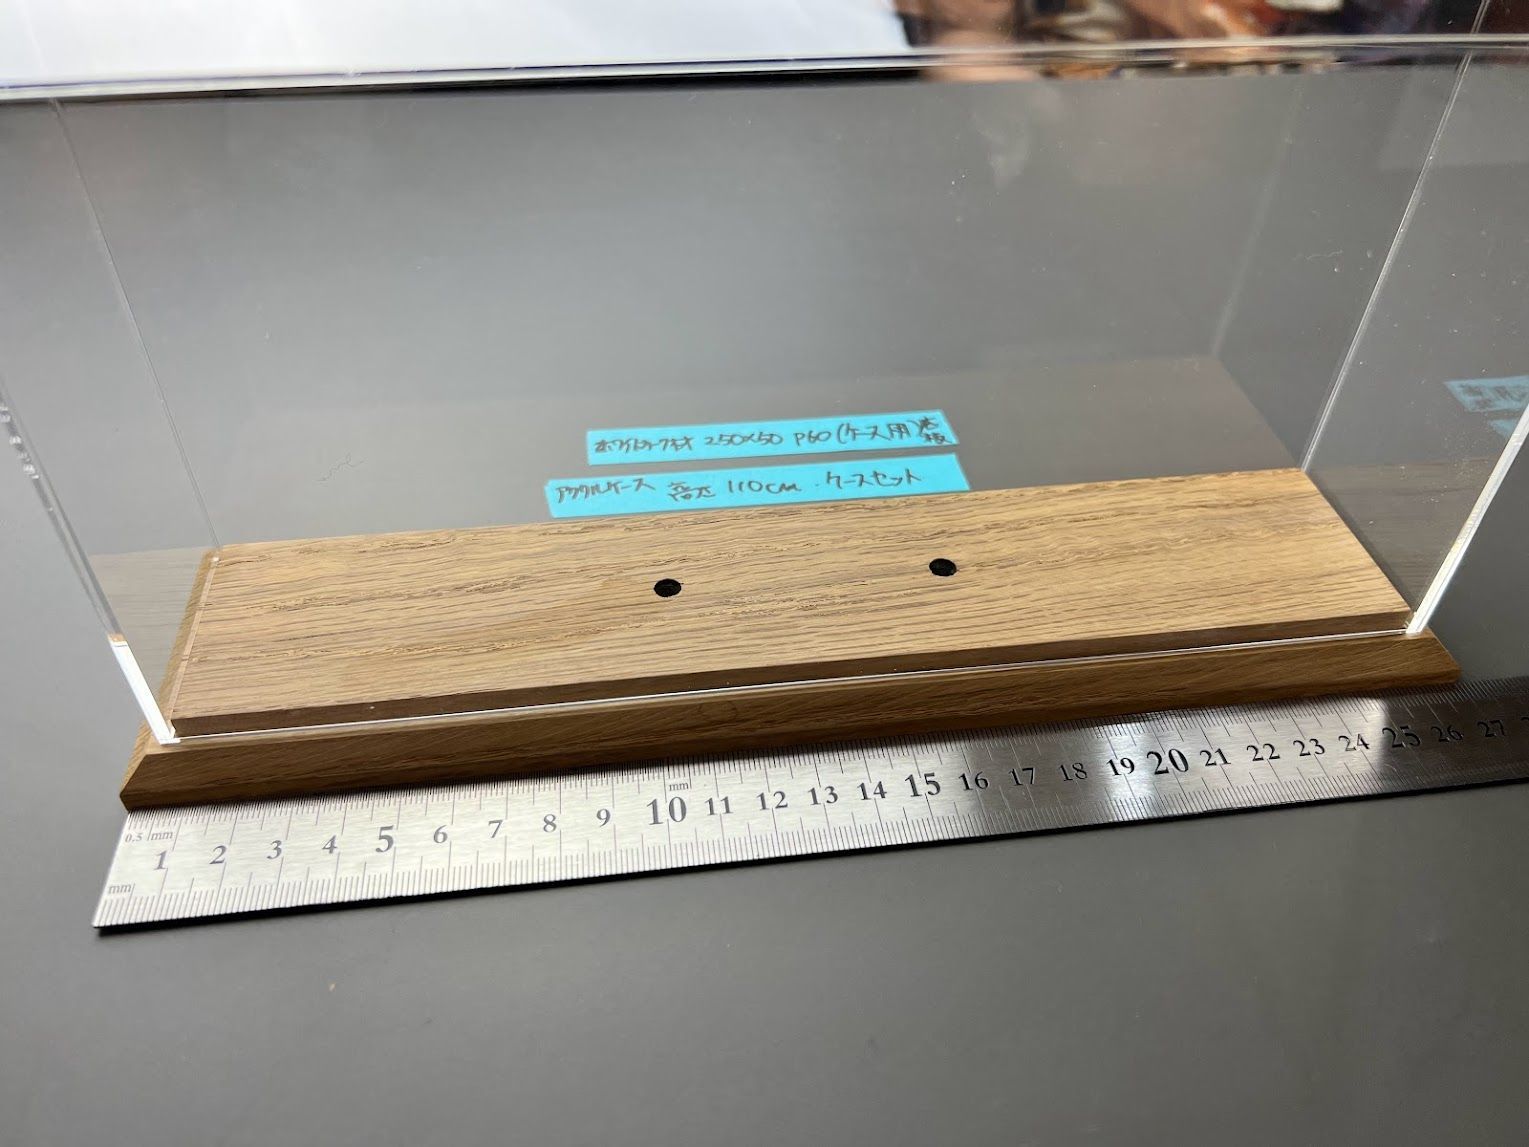 ホワイトオーク材 250×50 P60(ケース用)底板
アクリルケース 高さ 110cm・ケースセット
0.5 mm mm
1 2 3 4 5 6 7 8 9 10 11 12 13 14 15 16 17 18 19 20 21 22 23 24 25 26 27
mm